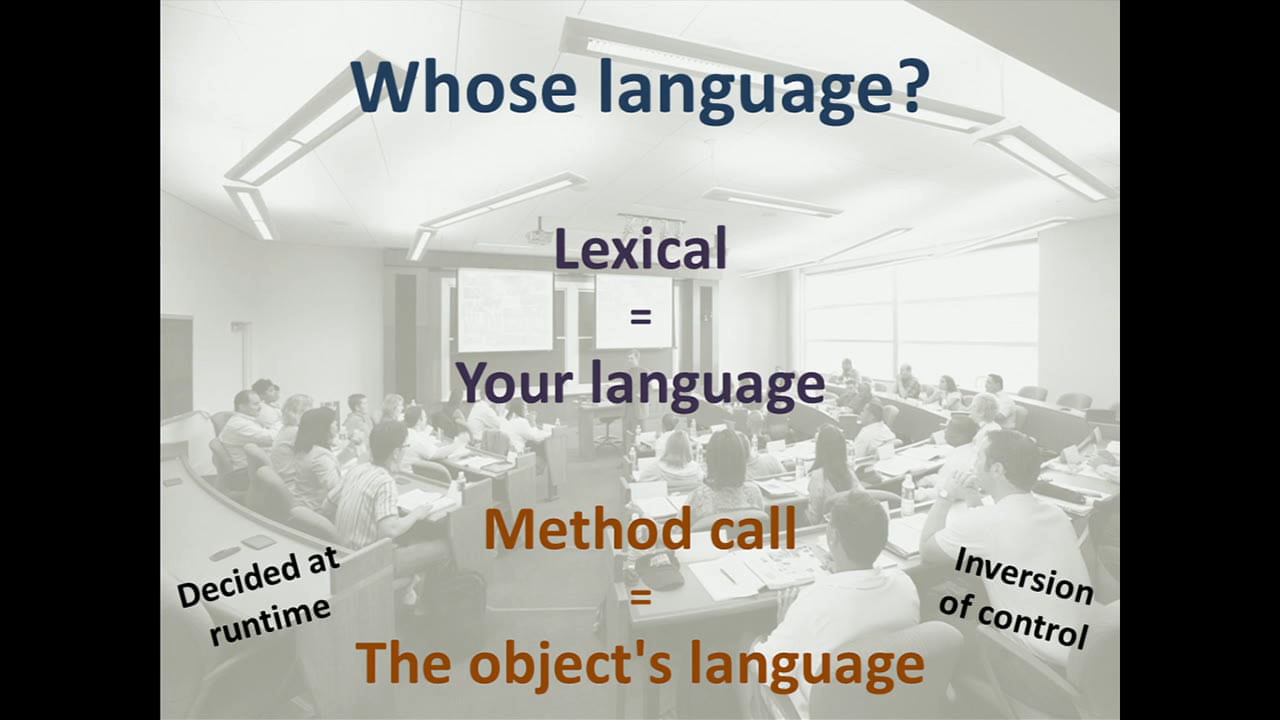 Whose language?
Lexical
=
Your language
Method call
=
The object's language
Decided at
runtime
Inversion
of control